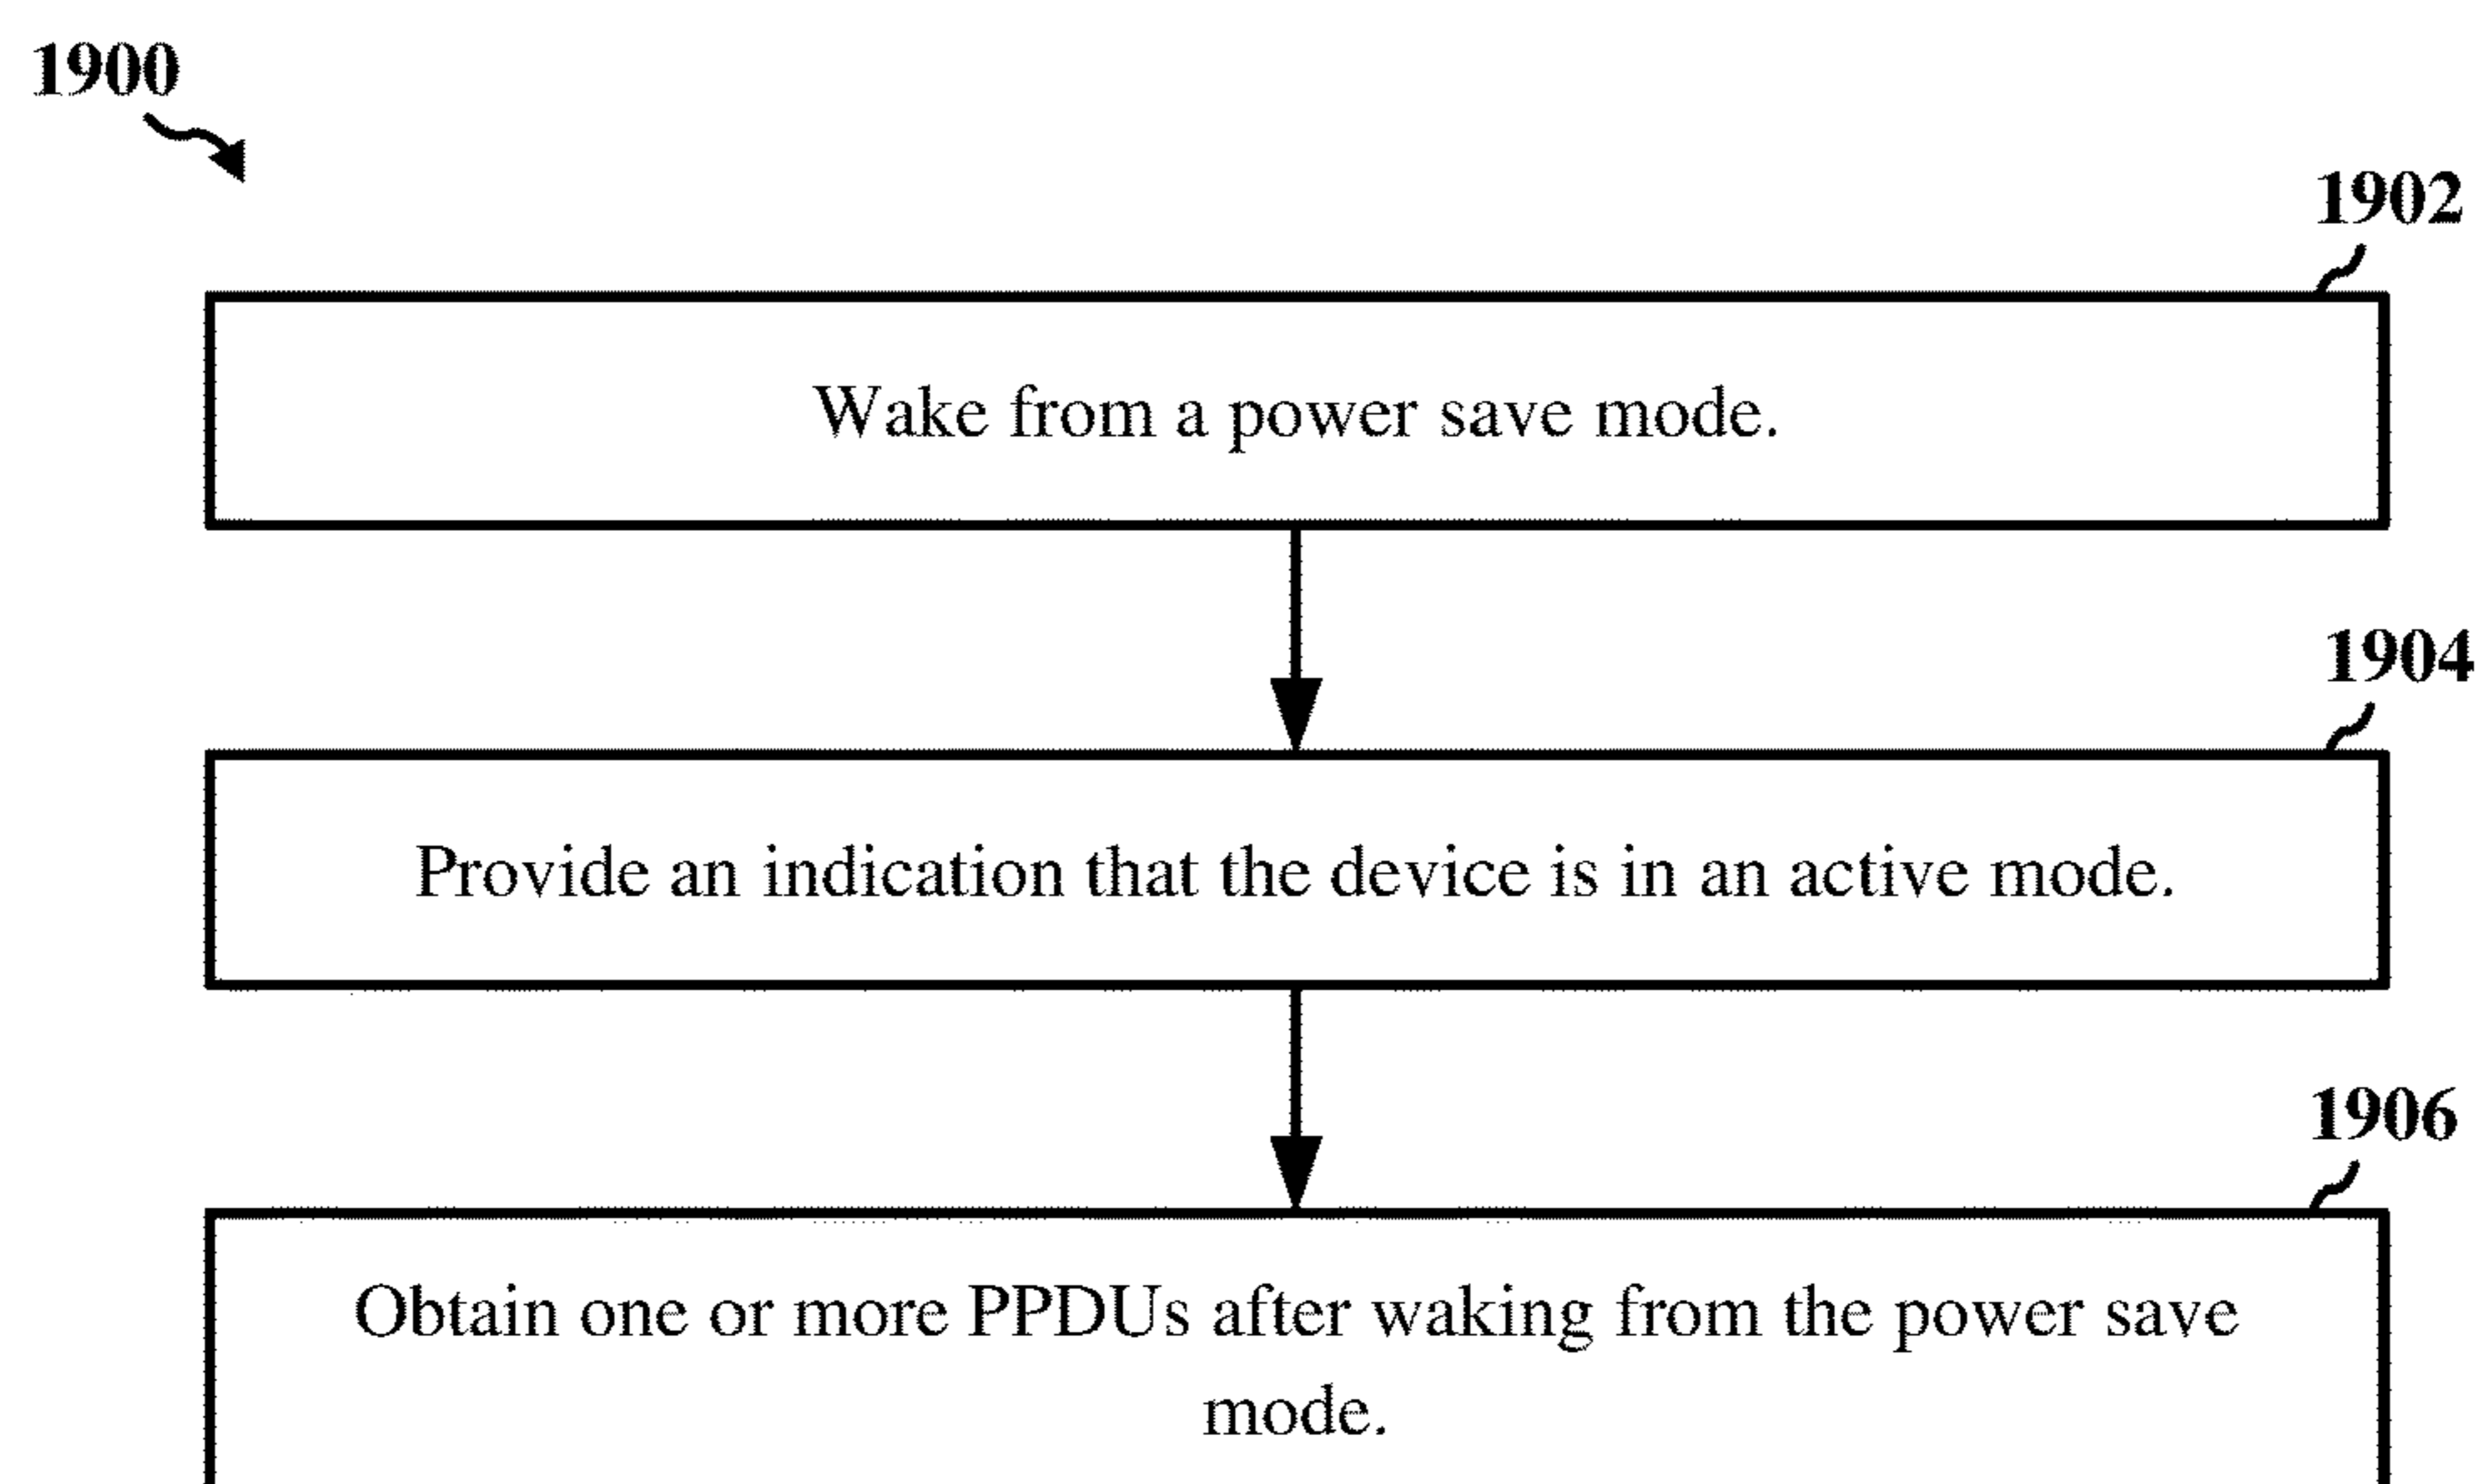 1900
1902
Wake from a power save mode.
1904
Provide an indication that the device is in an active mode.
1906
Obtain one or more PPDUs after waking from the power save
mode.